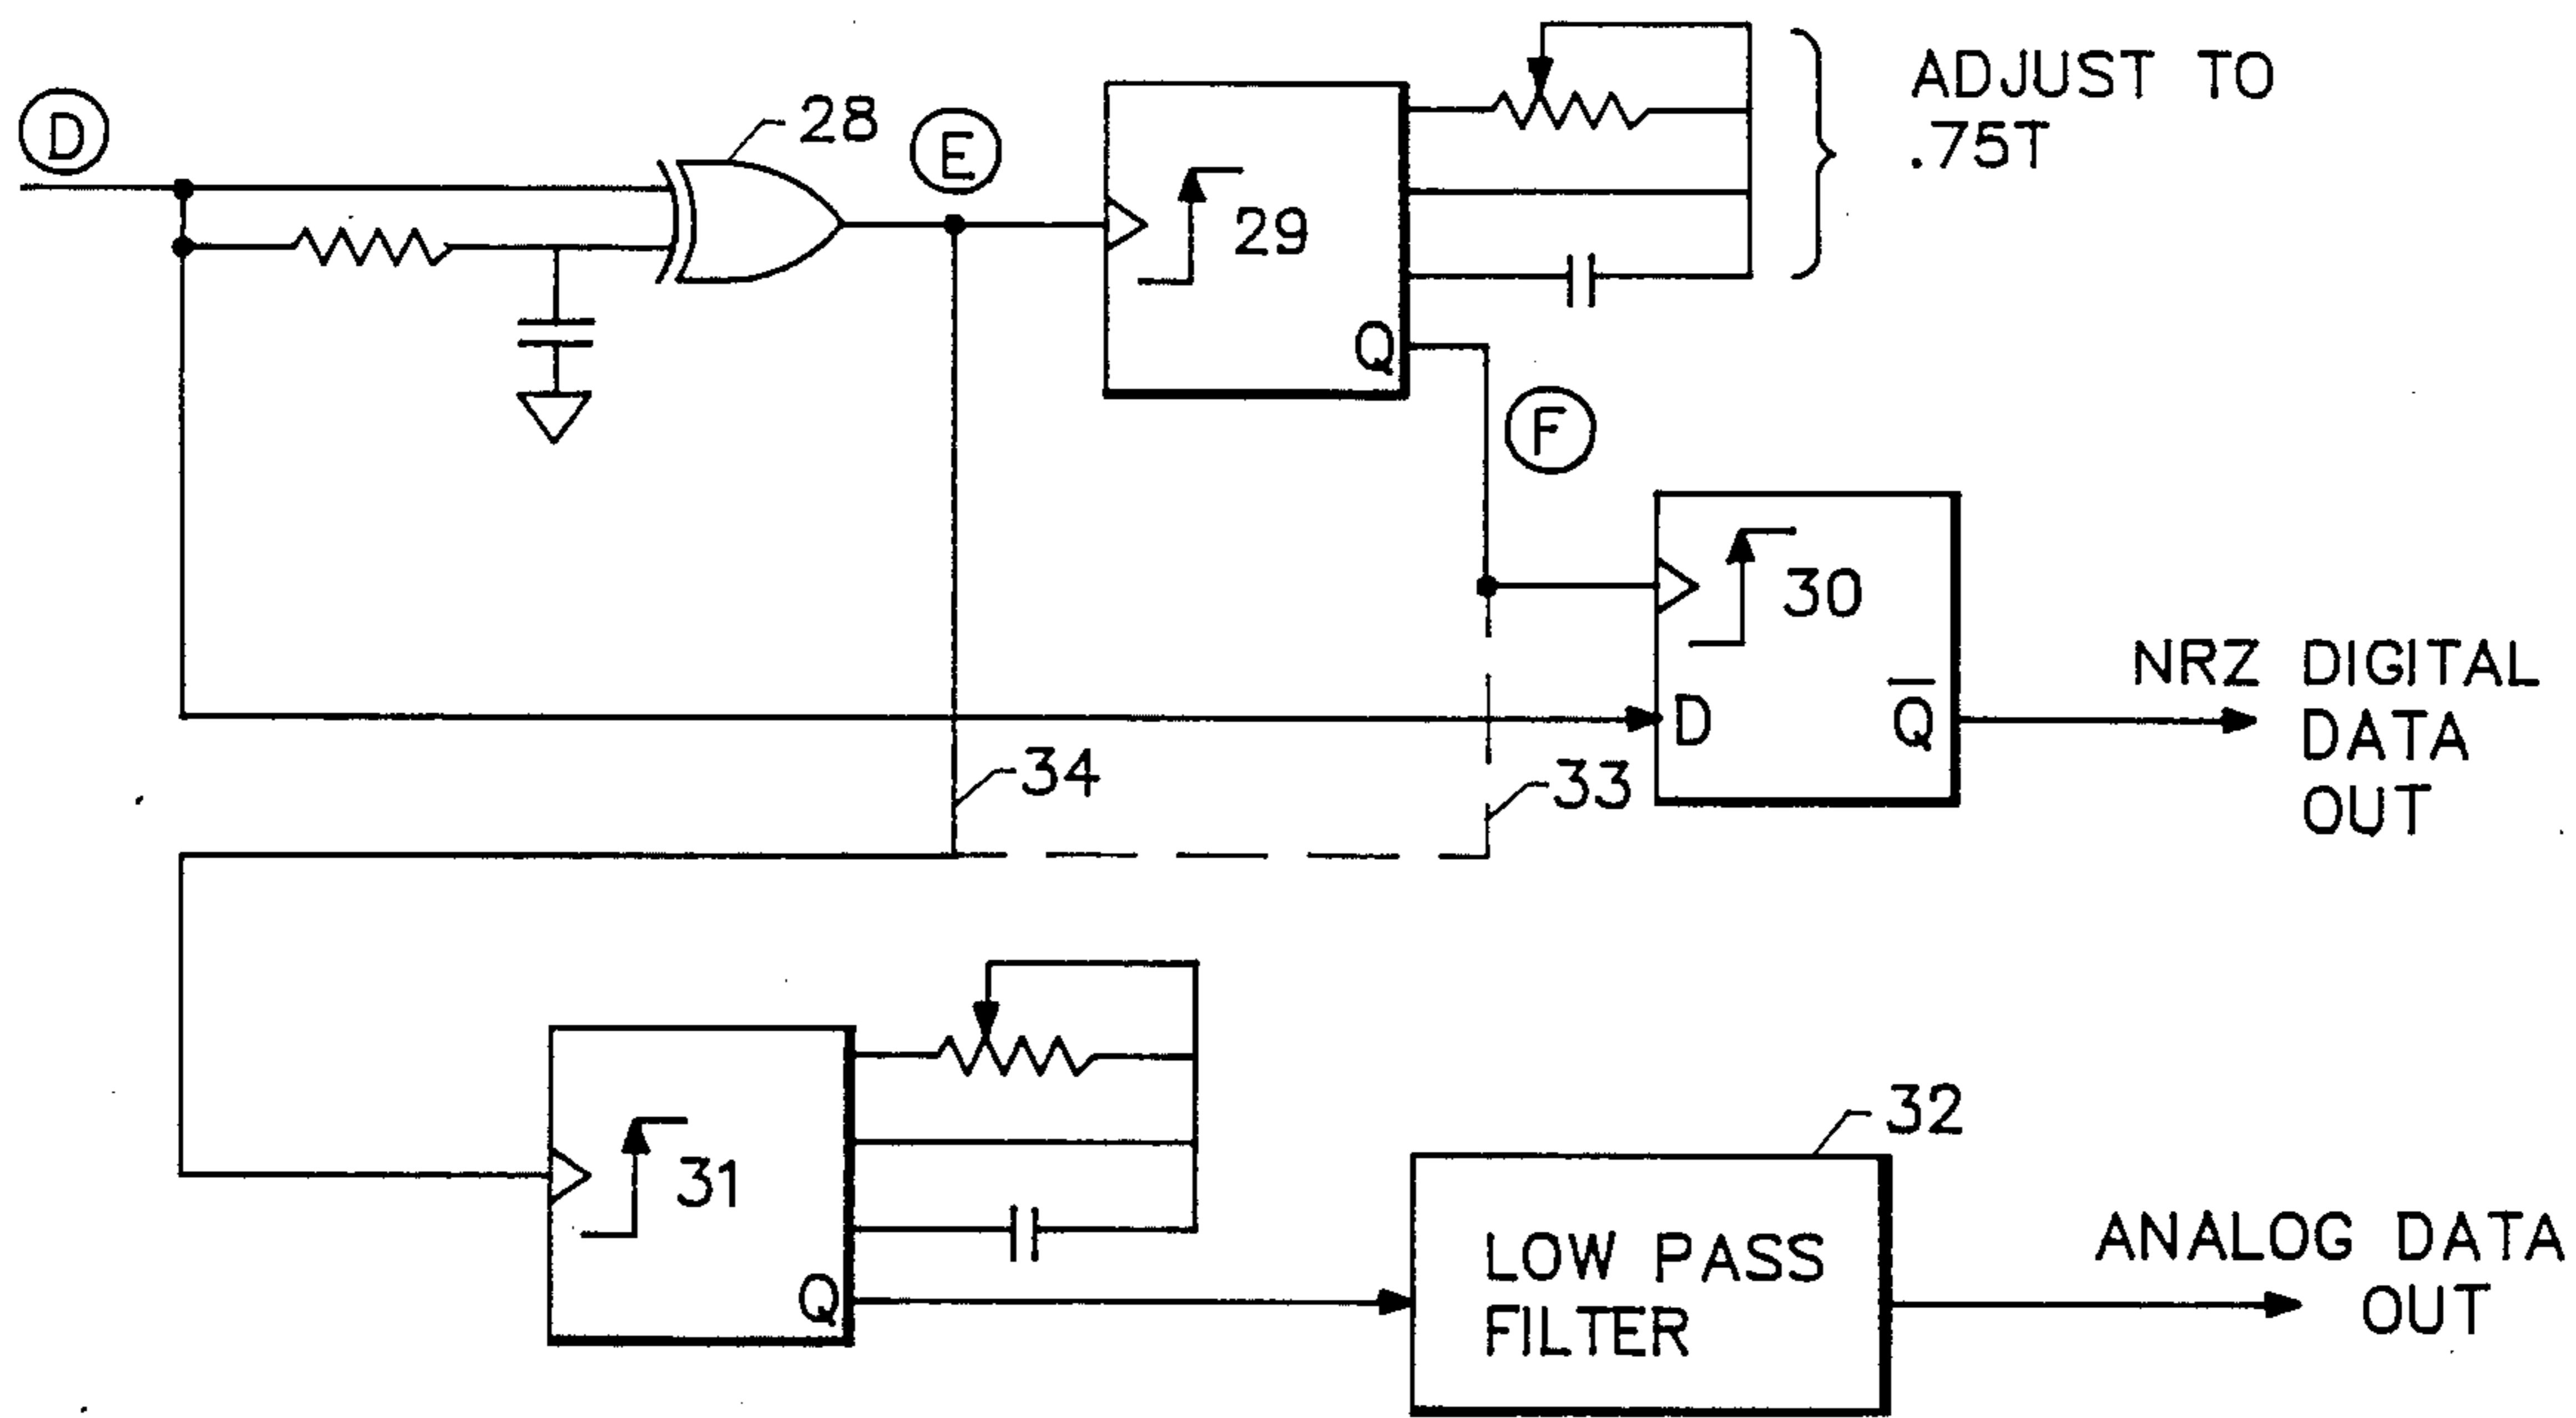 D
28
E
29
Q
ADJUST TO
.75T
F
30
D
Q̅
NRZ DIGITAL
DATA
OUT
34
33
31
Q
32
LOW PASS
FILTER
ANALOG DATA
OUT